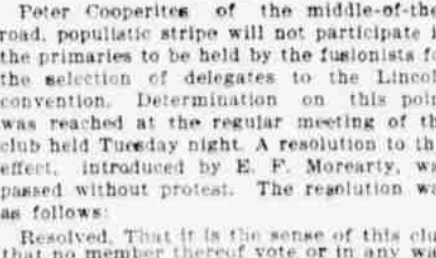 Peter Cooperites of the middle-of-the
road, populistic stripe will not participate i
the primaries to be held by the fusionists fo
the selection of delegates to the Lincol
convention. Determination on this poin
was reached at the regular meeting of th
club held Tuesday night. A resolution to thi
effect, introduced by E. F. Morearty, wa
passed without protest. The resolution wa
as follows:
Resolved, That it is the sense of this clu
that no member thereof vote or in any wa